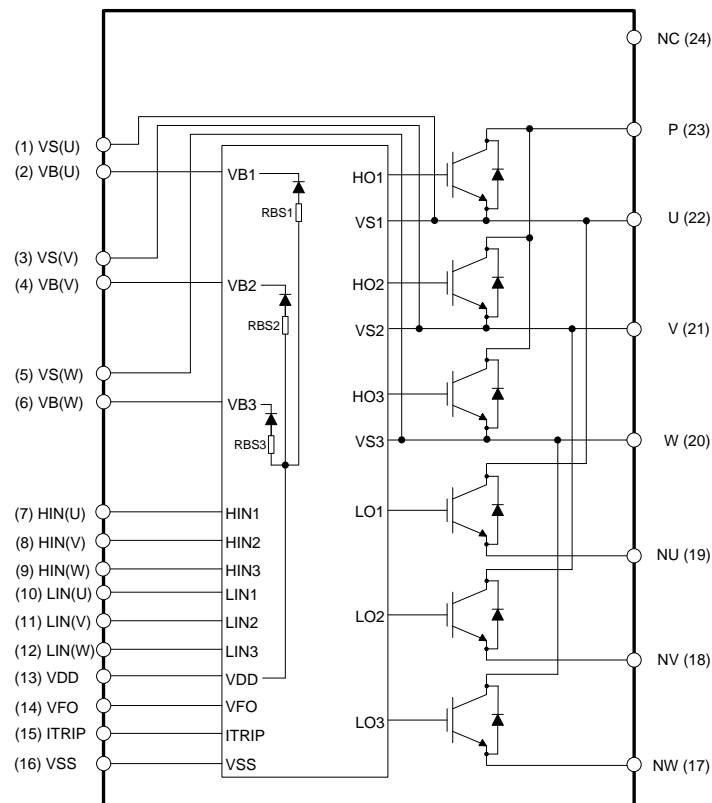 NC (24)
P (23)
(1) VS(U)
(2) VB(U)
VB1
HO1
RBS1
VS1
U (22)
(3) VS(V)
(4) VB(V)
VB2
HO2
RBS2
VS2
V (21)
(5) VS(W)
(6) VB(W)
VB3
HO3
RBS3
VS3
W (20)
(7) HIN(U)
HIN1
LO1
(8) HIN(V)
HIN2
NU (19)
(9) HIN(W)
HIN3
(10) LIN(U)
LIN1
(11) LIN(V)
LIN2
LO2
(12) LIN(W)
LIN3
NV (18)
(13) VDD
VDD
(14) VFO
VFO
LO3
(15) ITRIP
ITRIP
(16) VSS
VSS
NW (17)